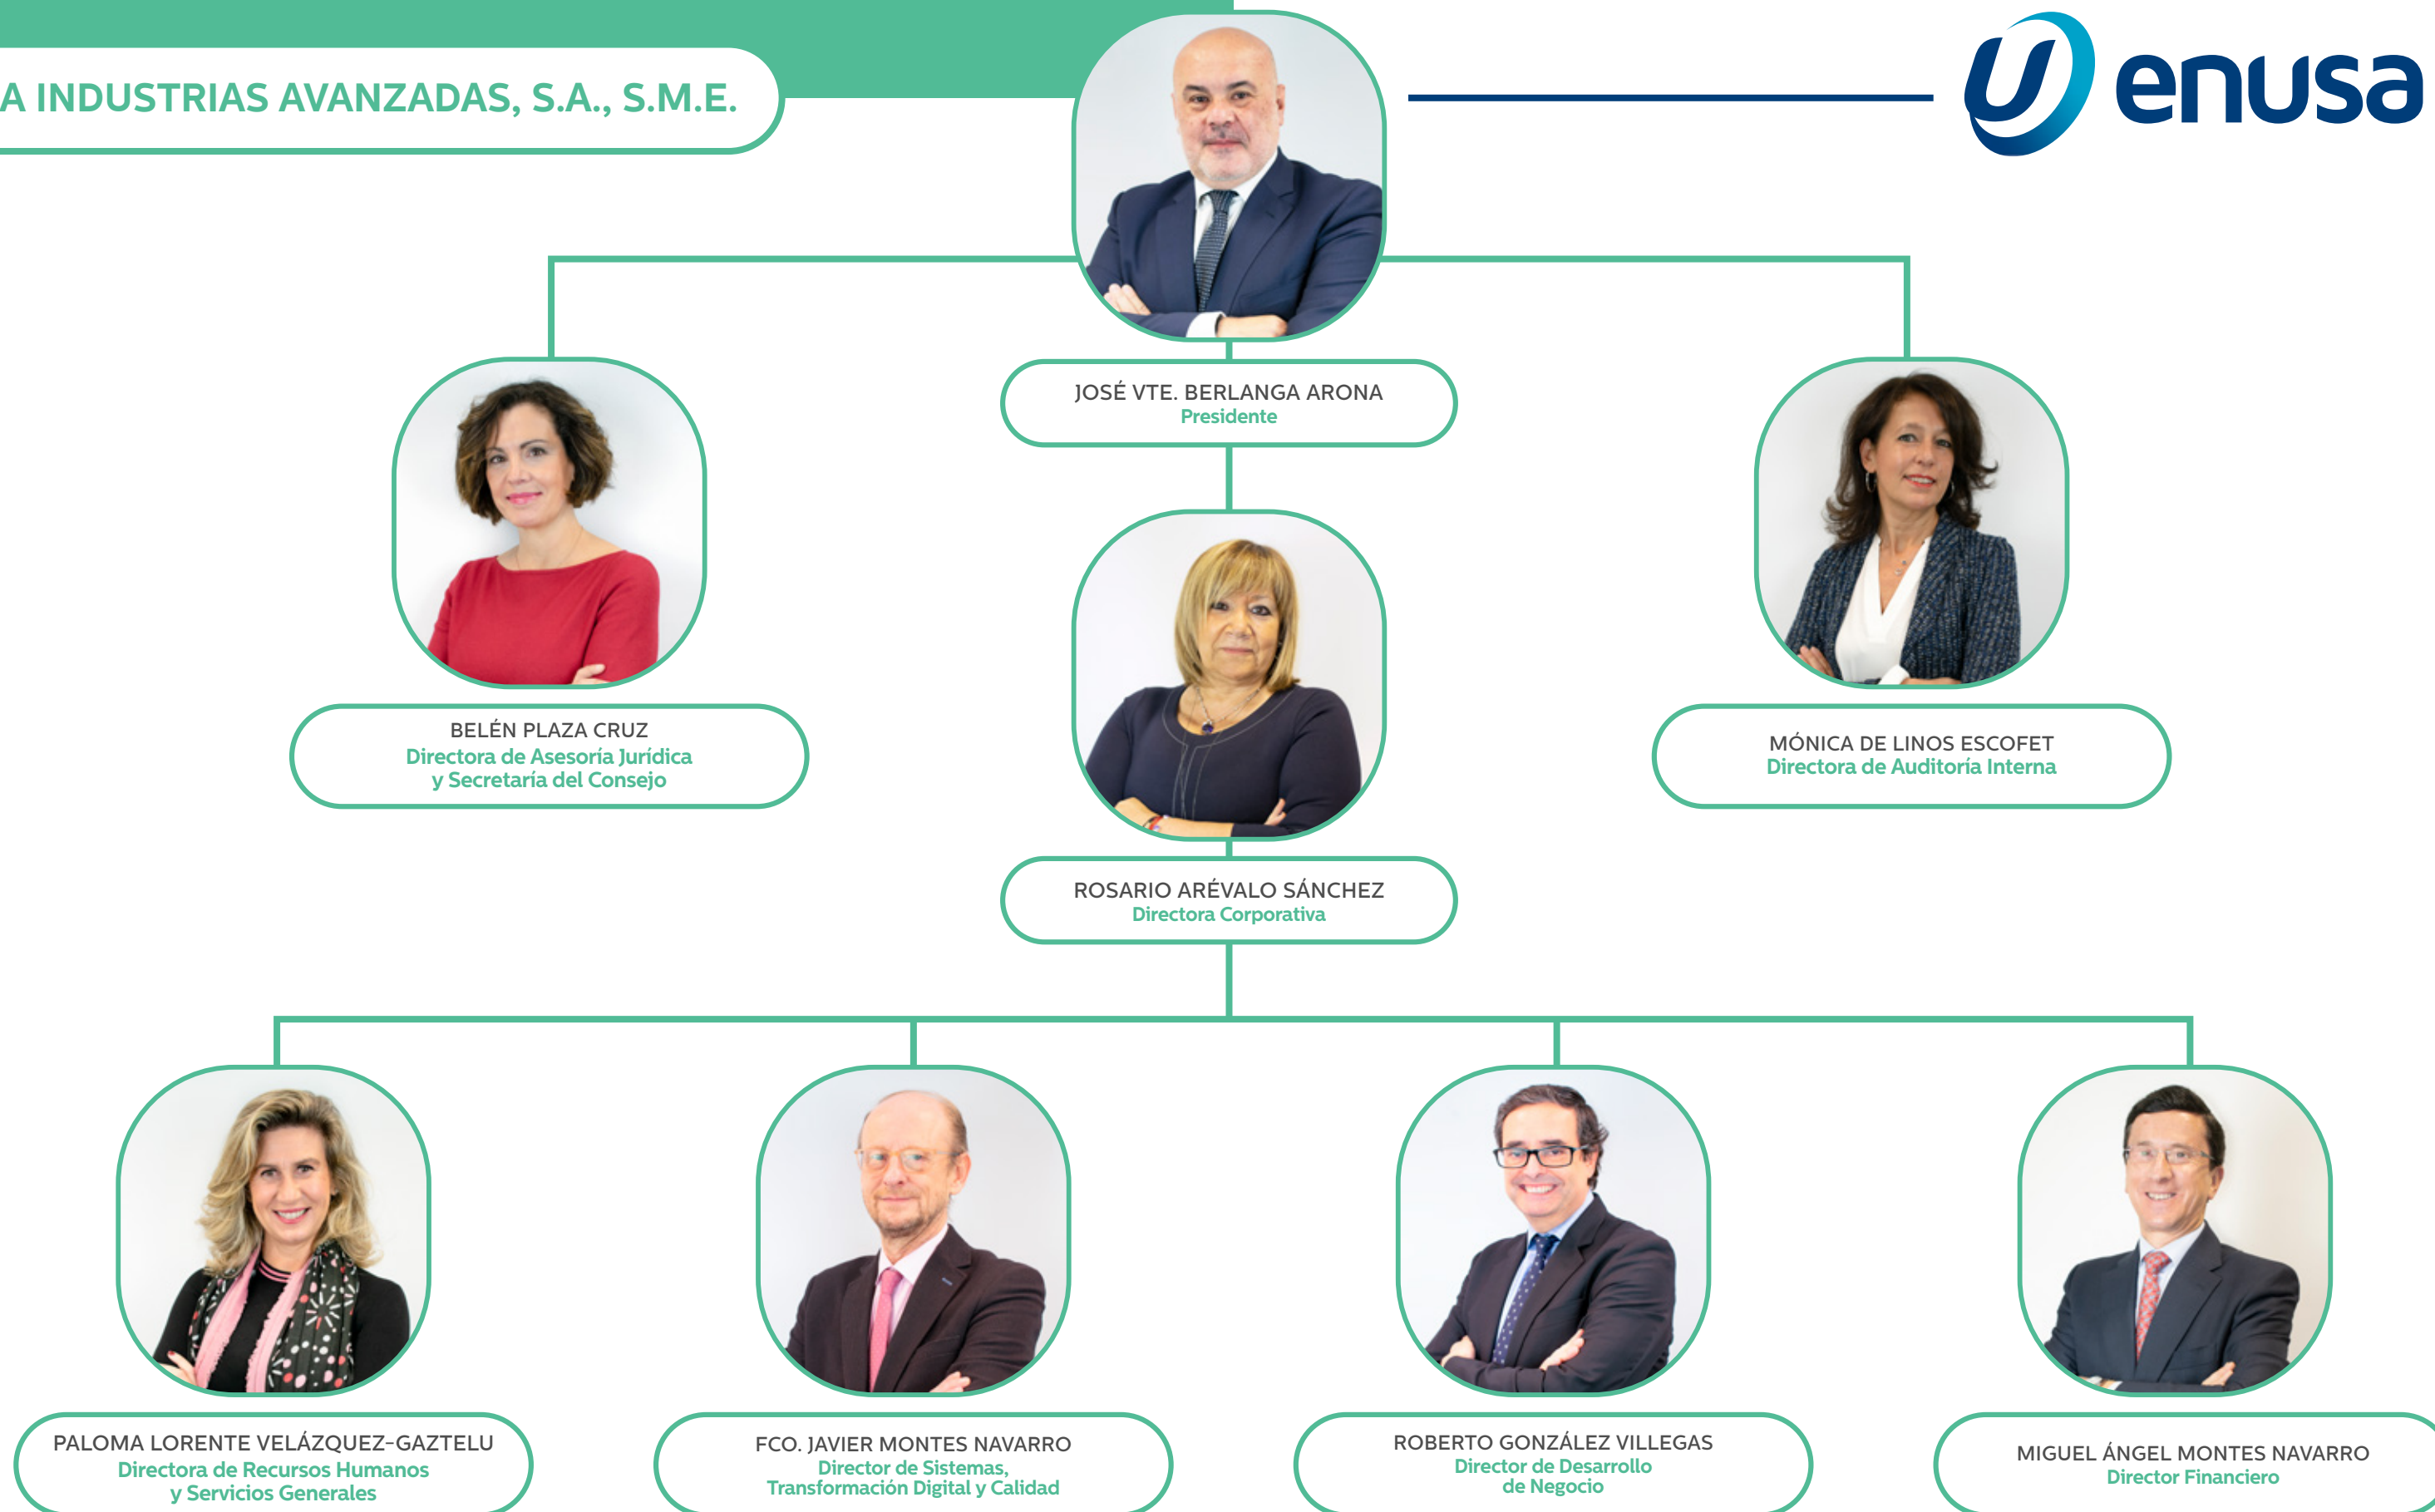 A INDUSTRIAS AVANZADAS, S.A., S.M.E.
enusa
JOSÉ VTE. BERLANGA ARONA
Presidente
BELÉN PLAZA CRUZ
Directora de Asesoría Jurídica
y Secretaría del Consejo
MÓNICA DE LINOS ESCOFET
Directora de Auditoría Interna
ROSARIO ARÉVALO SÁNCHEZ
Directora Corporativa
PALOMA LORENTE VELÁZQUEZ-GAZTELU
Directora de Recursos Humanos
y Servicios Generales
FCO. JAVIER MONTES NAVARRO
Director de Sistemas,
Transformación Digital y Calidad
ROBERTO GONZÁLEZ VILLEGAS
Director de Desarrollo
de Negocio
MIGUEL ÁNGEL MONTES NAVARRO
Director Financiero